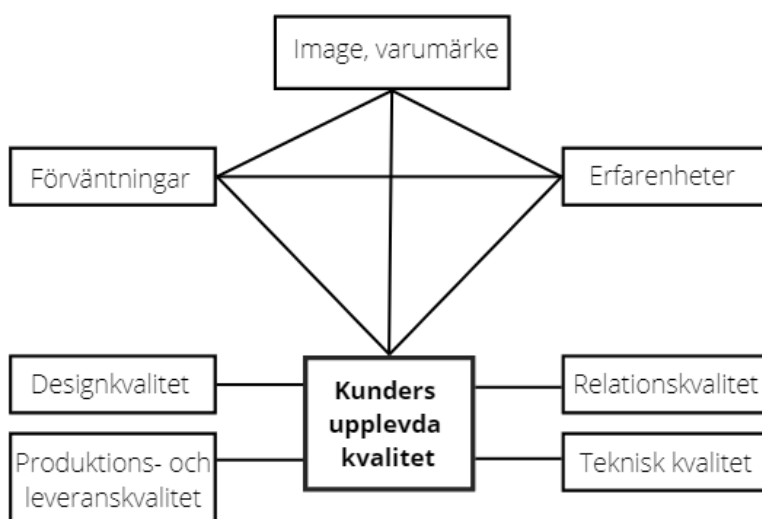 Image, varumärke
Förväntningar
Erfarenheter
Designkvalitet
Kunders
upplevda
kvalitet
Relationskvalitet
Produktions- och
leveranskvalitet
Teknisk kvalitet